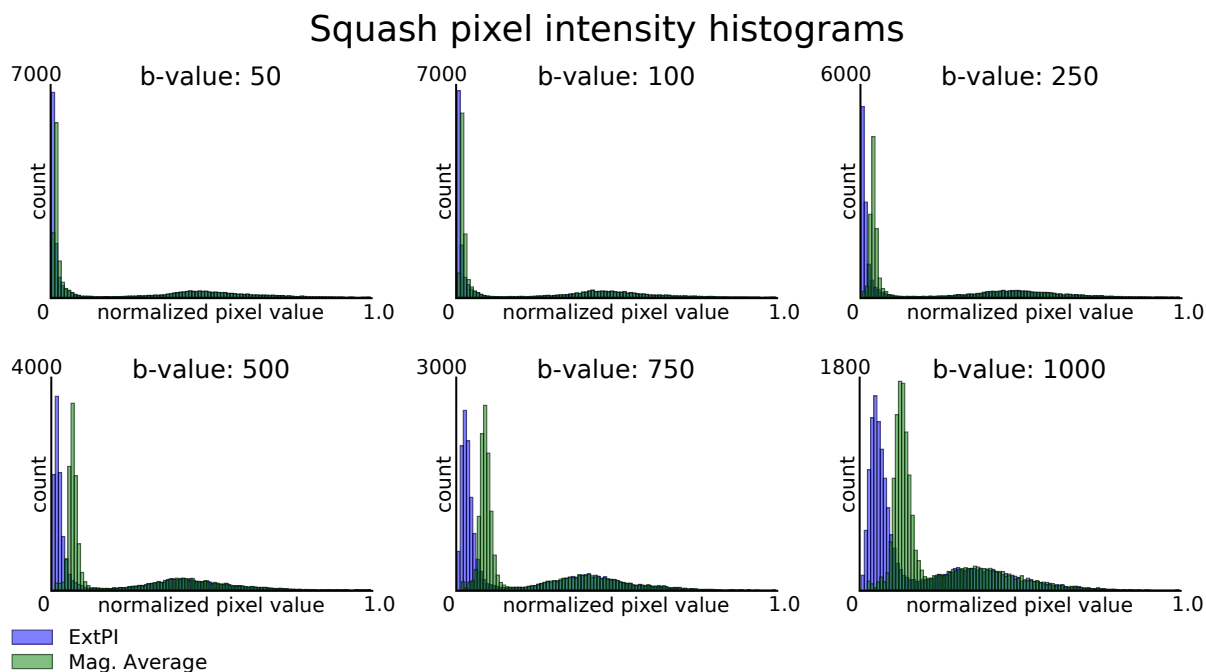 Squash pixel intensity histograms
7000 b-value: 50
count
0 normalized pixel value 1.0
7000 b-value: 100
count
0 normalized pixel value 1.0
6000 b-value: 250
count
0 normalized pixel value 1.0
4000 b-value: 500
count
0 normalized pixel value 1.0
3000 b-value: 750
count
0 normalized pixel value 1.0
1800 b-value: 1000
count
0 normalized pixel value 1.0
ExtPI
Mag. Average